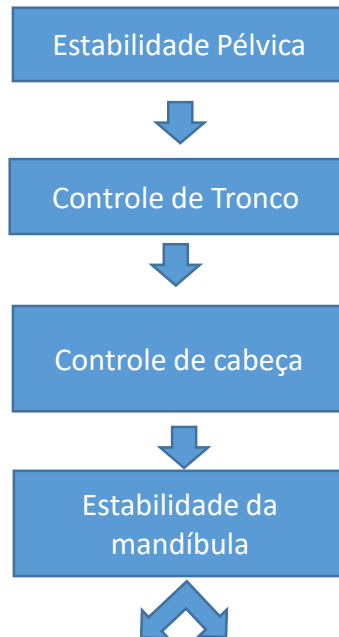 Estabilidade Pélvica
Controle de Tronco
Controle de cabeça
Estabilidade da
mandíbula